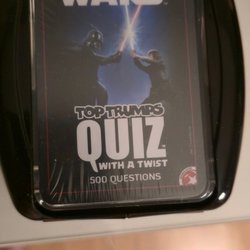 WARS
TOP TRUMPS
QUIZ
WITH A TWIST
500 QUESTIONS